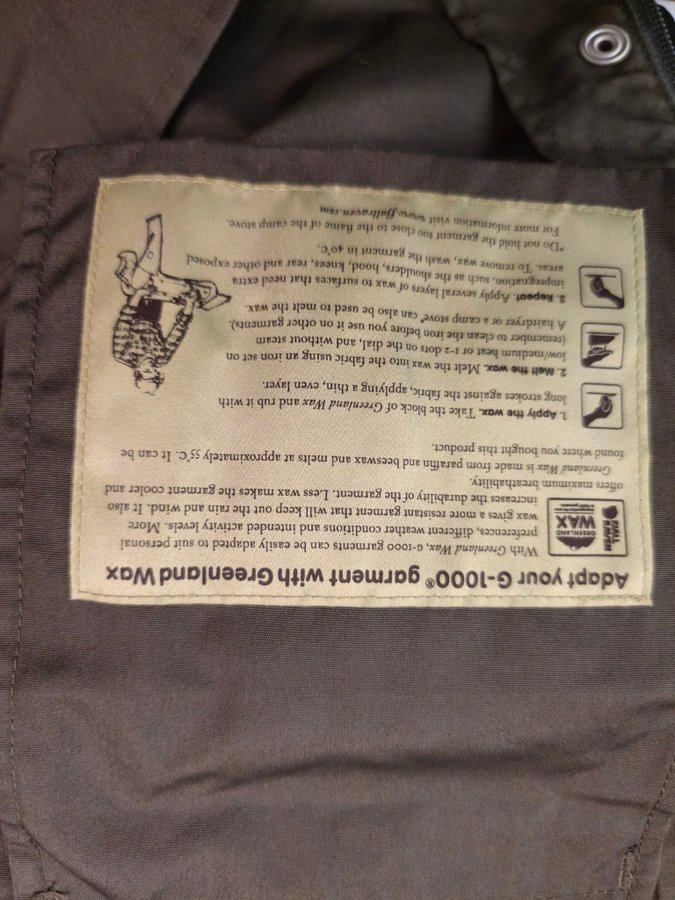 Adapt your G-1000® garment with Greenland Wax
With Greenland Wax, G-1000 garments can be easily adapted to suit personal
preferences, different weather conditions and intended activity levels. More
wax gives a more resistant garment that will keep out the rain and wind. It also
increases the durability of the garment. Less wax makes the garment cooler and
offers maximum breathability.
Greenland Wax is made from paraffin and beeswax and melts at approximately 55°C. It can be
found where you bought this product.
1. Apply the wax. Take the block of Greenland Wax and rub it with
long strokes against the fabric, applying a thin, even layer.
2. Melt the wax. Melt the wax into the fabric using an iron set on
low/medium heat or 1-2 dots on the dial, and without steam
(remember to clean the iron before you use it on other garments).
A hairdryer or a camp stove* can also be used to melt the wax.
3. Repeat. Apply several layers of wax to surfaces that need extra
impregnation, such as the shoulders, hood, knees, rear and other exposed
areas. To remove wax, wash the garment in 40°C.
*Do not hold the garment too close to the flame of the camp stove.
For more information visit www.fjallraven.com
FJÄLL
RÄVEN
GREENLAND
WAX